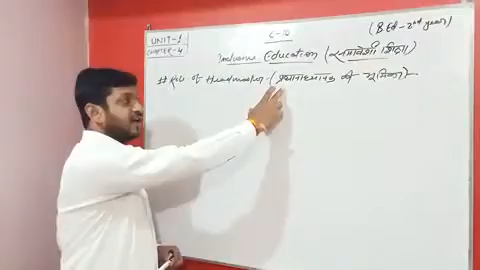 UNIT-1
CHAPTER-4
C-10
(B Ed-2nd year)
Inclusive Education (समावेशी शिक्षा)
# Role of Headmaster-(प्रधानाध्यापक की भूमिका)-